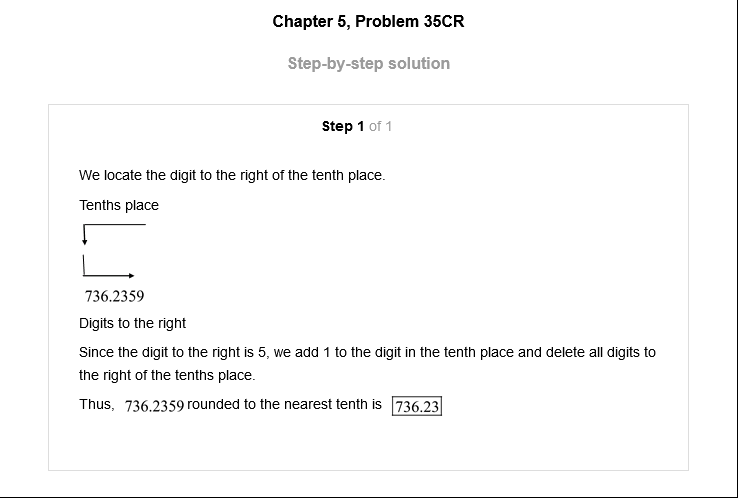 Chapter 5, Problem 35CR
Step-by-step solution
Step 1 of 1
We locate the digit to the right of the tenth place.
Tenths place
736.2359
Digits to the right
Since the digit to the right is 5, we add 1 to the digit in the tenth place and delete all digits to
the right of the tenths place.
Thus, 736.2359 rounded to the nearest tenth is 736.23